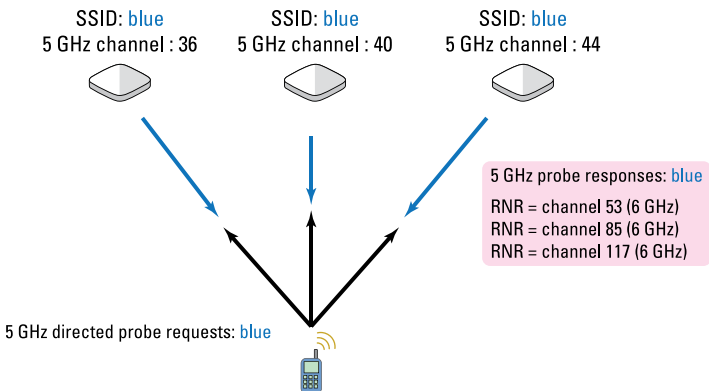 SSID: blue
5 GHz channel : 36
SSID: blue
5 GHz channel : 40
SSID: blue
5 GHz channel : 44
5 GHz probe responses: blue
RNR = channel 53 (6 GHz)
RNR = channel 85 (6 GHz)
RNR = channel 117 (6 GHz)
5 GHz directed probe requests: blue